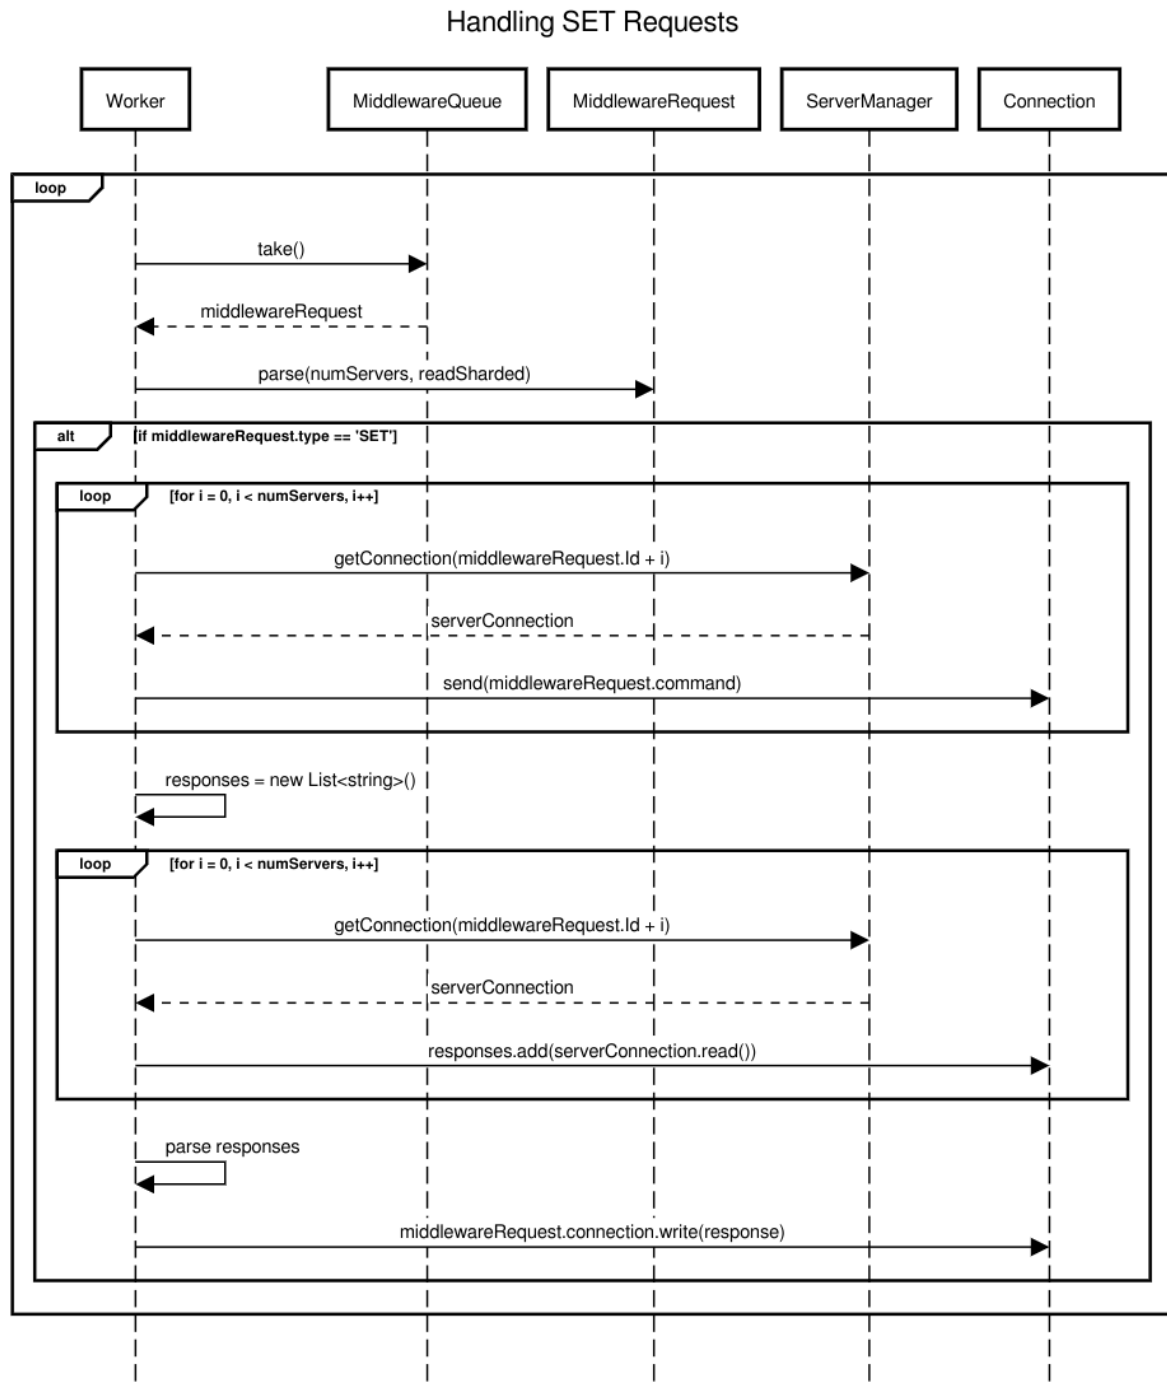 Handling SET Requests
Worker
MiddlewareQueue
MiddlewareRequest
ServerManager
Connection
loop
take()
middlewareRequest
parse(numServers, readSharded)
alt
[if middlewareRequest.type == 'SET']
loop
[for i = 0, i < numServers, i++]
getConnection(middlewareRequest.Id + i)
serverConnection
send(middlewareRequest.command)
responses = new List<string>()
loop
[for i = 0, i < numServers, i++]
getConnection(middlewareRequest.Id + i)
serverConnection
responses.add(serverConnection.read())
parse responses
middlewareRequest.connection.write(response)